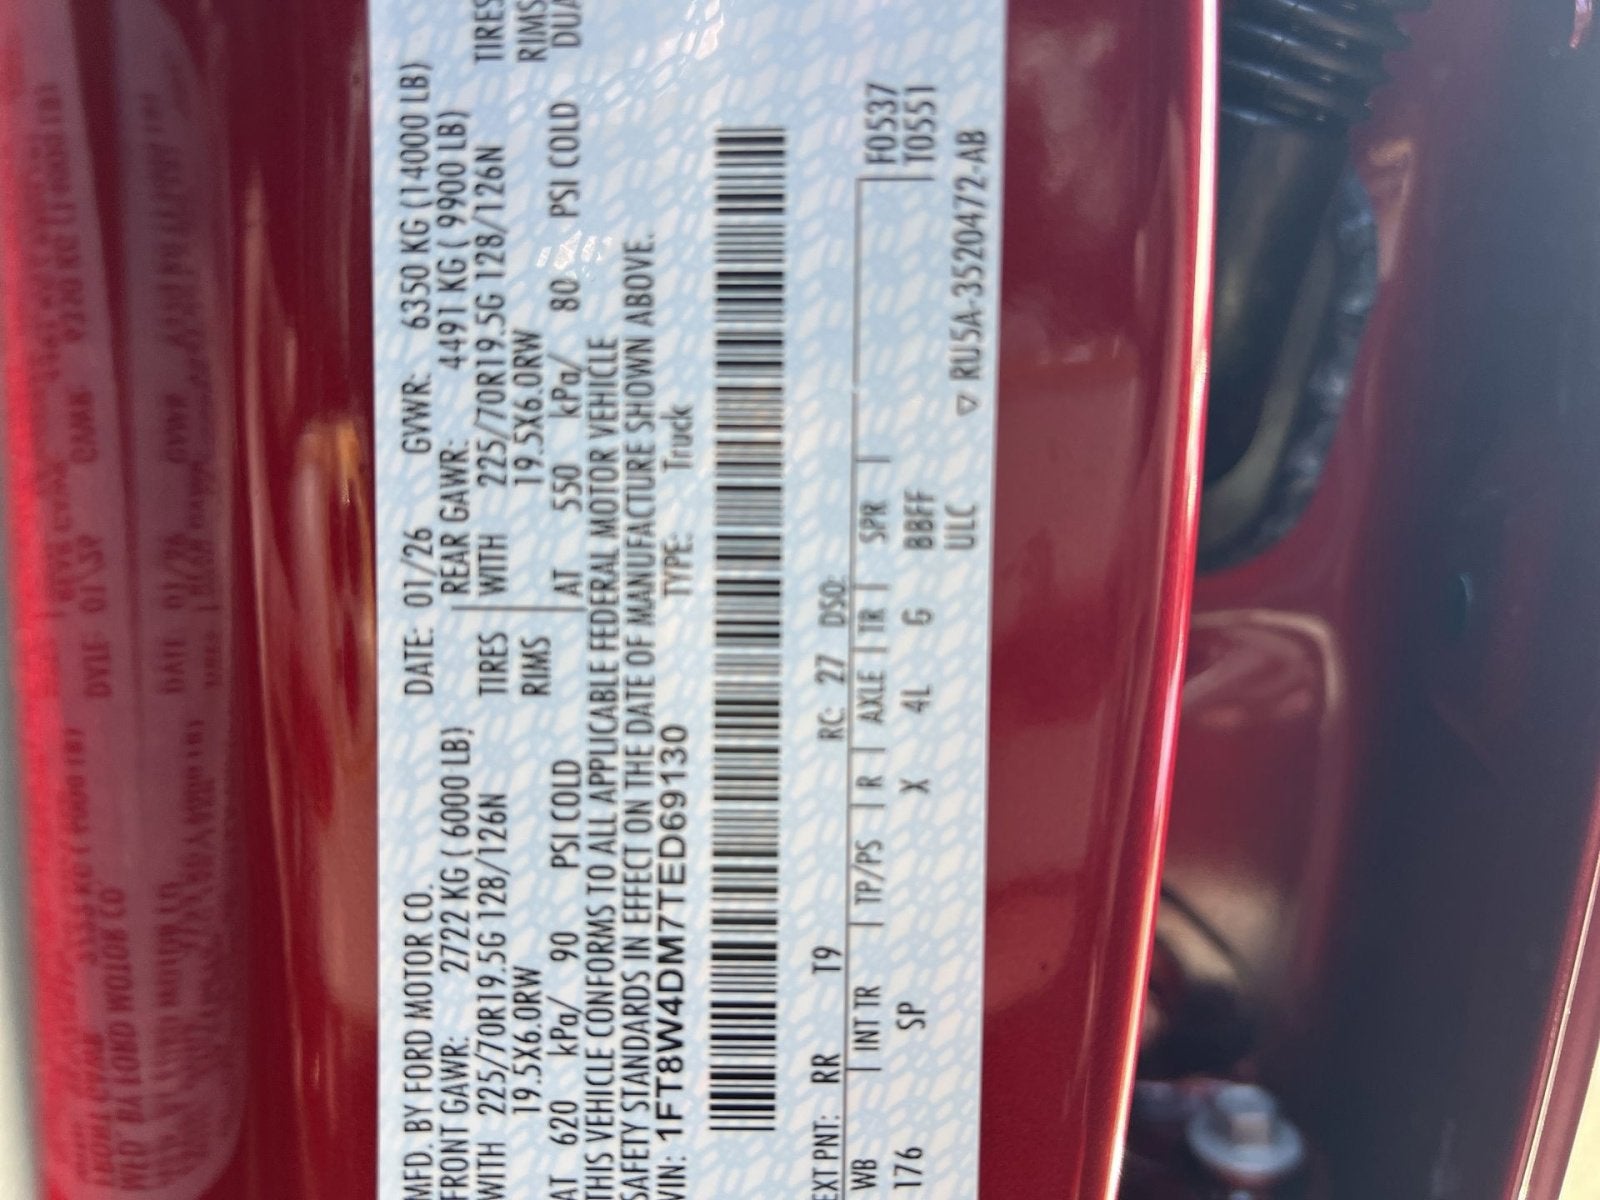 MFD. BY FORD MOTOR CO.
DATE: 01/26 GVWR: 6350 KG (14000 LB)
FRONT GAWR: 2722 KG ( 6000 LB)
REAR GAWR: 4491 KG ( 9900 LB)
WITH 225/70R19.5G 128/126N TIRES
WITH 225/70R19.5G 128/126N TIRES
19.5X6.0RW RIMS
19.5X6.0RW RIMS
AT 620 kPa/ 90 PSI COLD
AT 550 kPa/ 80 PSI COLD DUA
THIS VEHICLE CONFORMS TO ALL APPLICABLE FEDERAL MOTOR VEHICLE
SAFETY STANDARDS IN EFFECT ON THE DATE OF MANUFACTURE SHOWN ABOVE.
VIN: 1FT8W4DM7TED69130 TYPE: Truck
EXT PNT: RR T9 RC: 27 DSO:
WB INT TR TP/PS R AXLE TR SPR F0537
176 SP X 4L G BBFF T0551
ULC
▽ RU5A-3520472-AB